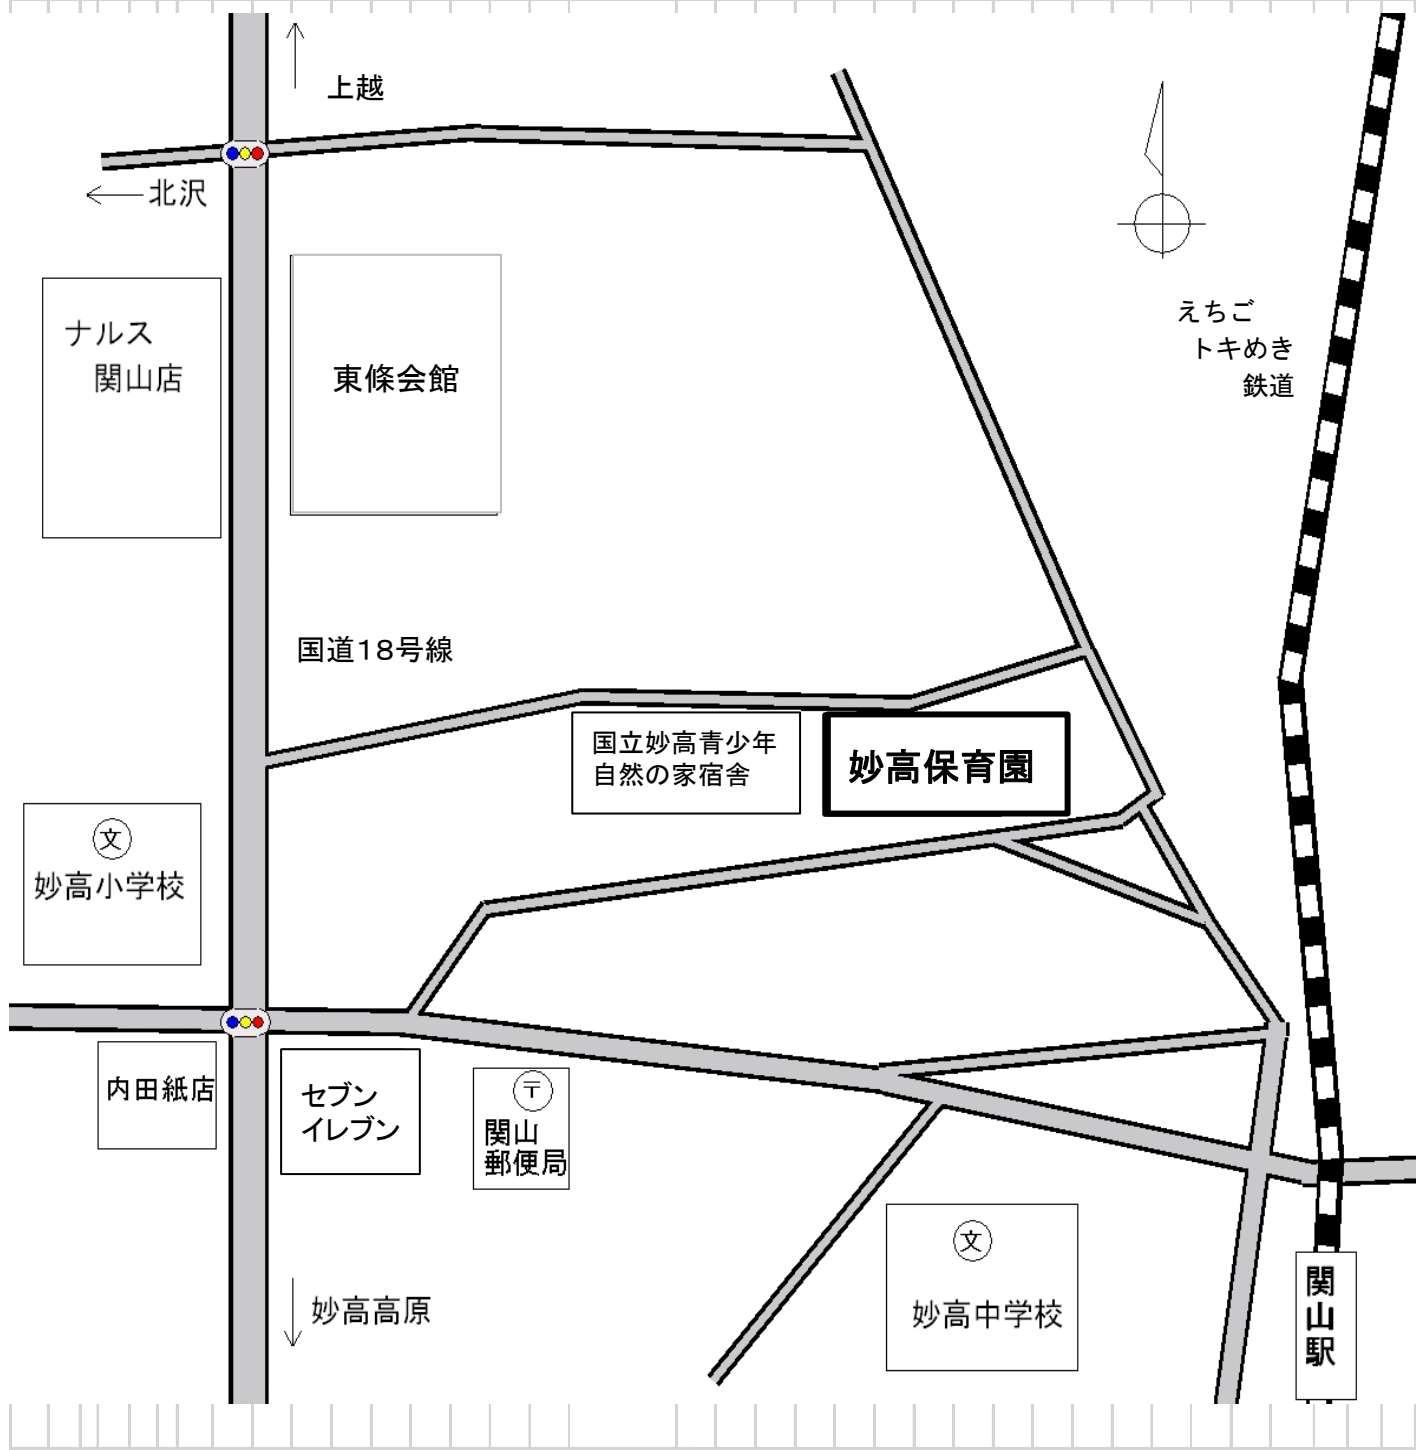 上越
北沢
ナルス
関山店
東條会館
えちご
トキめき
鉄道
国道18号線
国立妙高青少年
自然の家宿舎
妙高保育園
文
妙高小学校
内田紙店
セブン
イレブン
〒
関山
郵便局
文
妙高中学校
妙高高原
関山駅